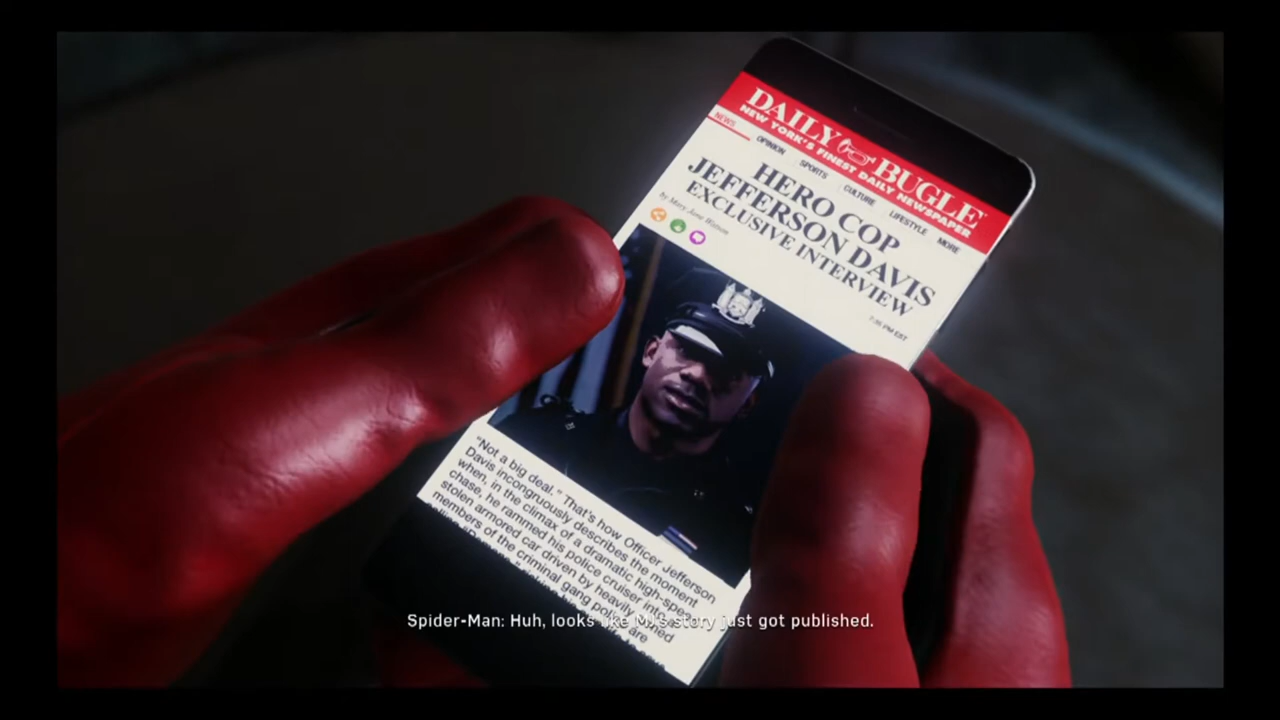 DAILY BUGLE
NEW YORK'S FINEST DAILY NEWSPAPER
NEWS OPINION SPORTS CULTURE LIFESTYLE MORE
HERO COP
JEFFERSON DAVIS
EXCLUSIVE INTERVIEW
by Mary Jane Watson
7:35 PM EST
"Not a big deal." That's how Officer Jefferson
Davis incongruously describes the moment
when, in the climax of a dramatic high-speed
chase, he rammed his police cruiser into
stolen armored car driven by heavily armed
members of the criminal gang police are
Spider-Man: Huh, looks like MJ's story just got published.